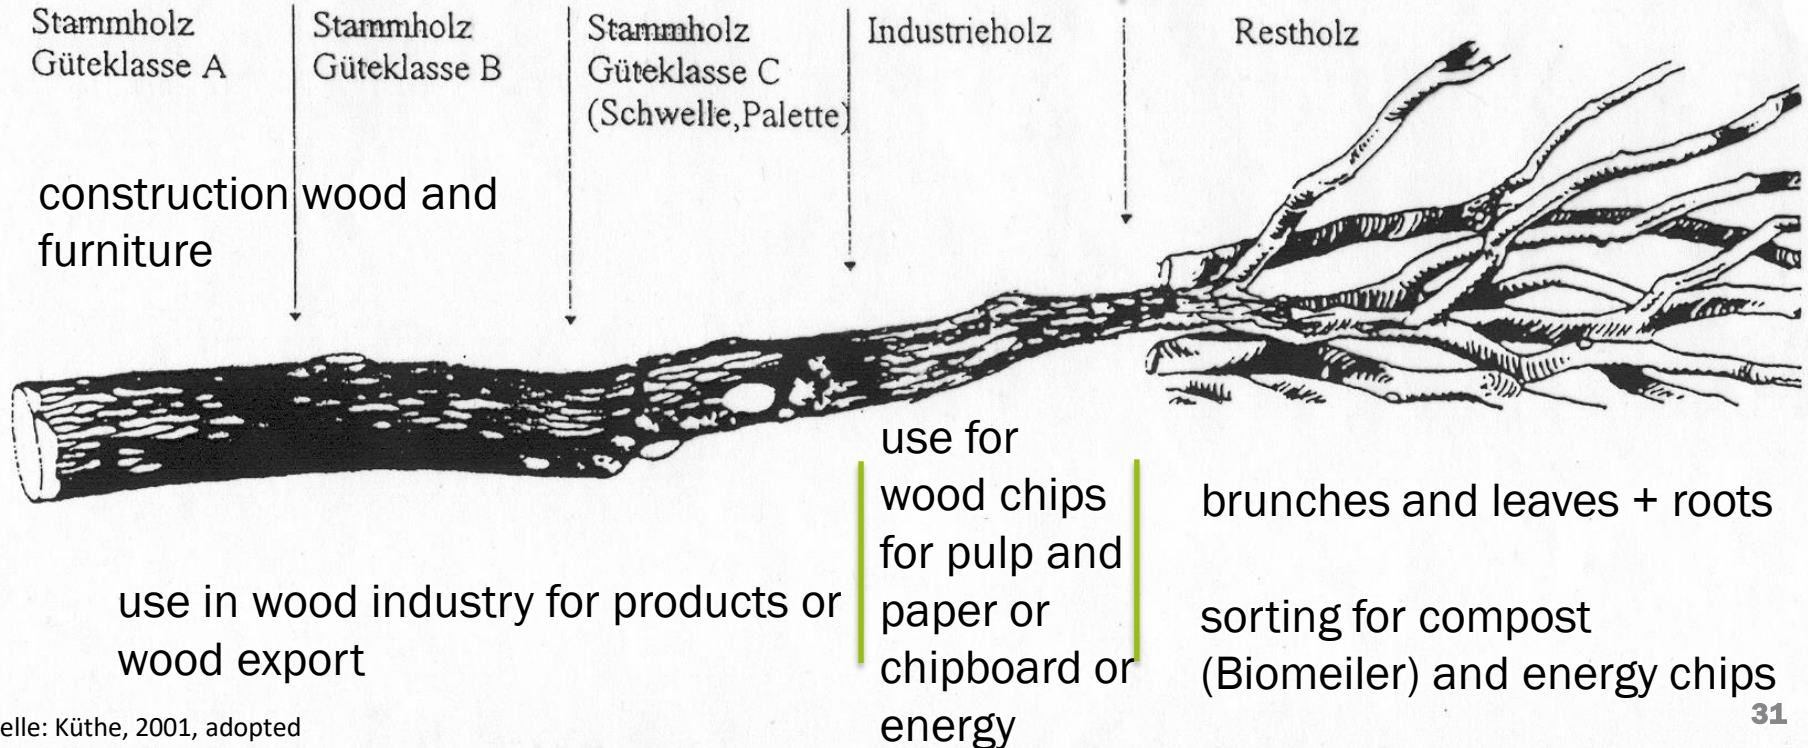 Stammholz
Güteklasse A
Stammholz
Güteklasse B
Stammholz
Güteklasse C
(Schwelle,Palette)
Industrieholz
Restholz
construction wood and
furniture
use in wood industry for products or
wood export
use for
wood chips
for pulp and
paper or
chipboard or
energy
brunches and leaves + roots
sorting for compost
(Biomeiler) and energy chips
elle: Küthe, 2001, adopted
31